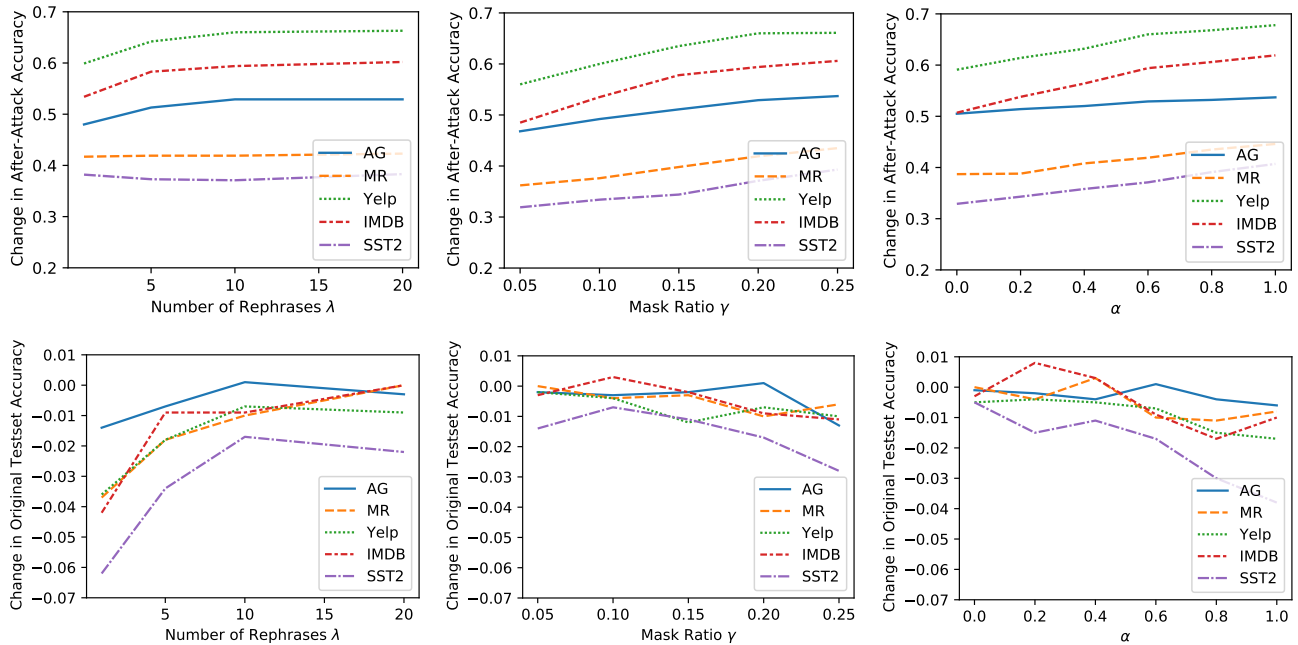 Change in After-Attack Accuracy
0.7
0.6
0.5
0.4
0.3
0.2
5
10
15
20
Number of Rephrases λ
AG
MR
Yelp
IMDB
SST2
Change in After-Attack Accuracy
0.7
0.6
0.5
0.4
0.3
0.2
0.05
0.10
0.15
0.20
0.25
Mask Ratio γ
AG
MR
Yelp
IMDB
SST2
Change in After-Attack Accuracy
0.7
0.6
0.5
0.4
0.3
0.2
0.0
0.2
0.4
0.6
0.8
1.0
α
AG
MR
Yelp
IMDB
SST2
Change in Original Testset Accuracy
0.01
0.00
−0.01
−0.02
−0.03
−0.04
−0.05
−0.06
−0.07
5
10
15
20
Number of Rephrases λ
AG
MR
Yelp
IMDB
SST2
Change in Original Testset Accuracy
0.01
0.00
−0.01
−0.02
−0.03
−0.04
−0.05
−0.06
−0.07
0.05
0.10
0.15
0.20
0.25
Mask Ratio γ
AG
MR
Yelp
IMDB
SST2
Change in Original Testset Accuracy
0.01
0.00
−0.01
−0.02
−0.03
−0.04
−0.05
−0.06
−0.07
0.0
0.2
0.4
0.6
0.8
1.0
α
AG
MR
Yelp
IMDB
SST2